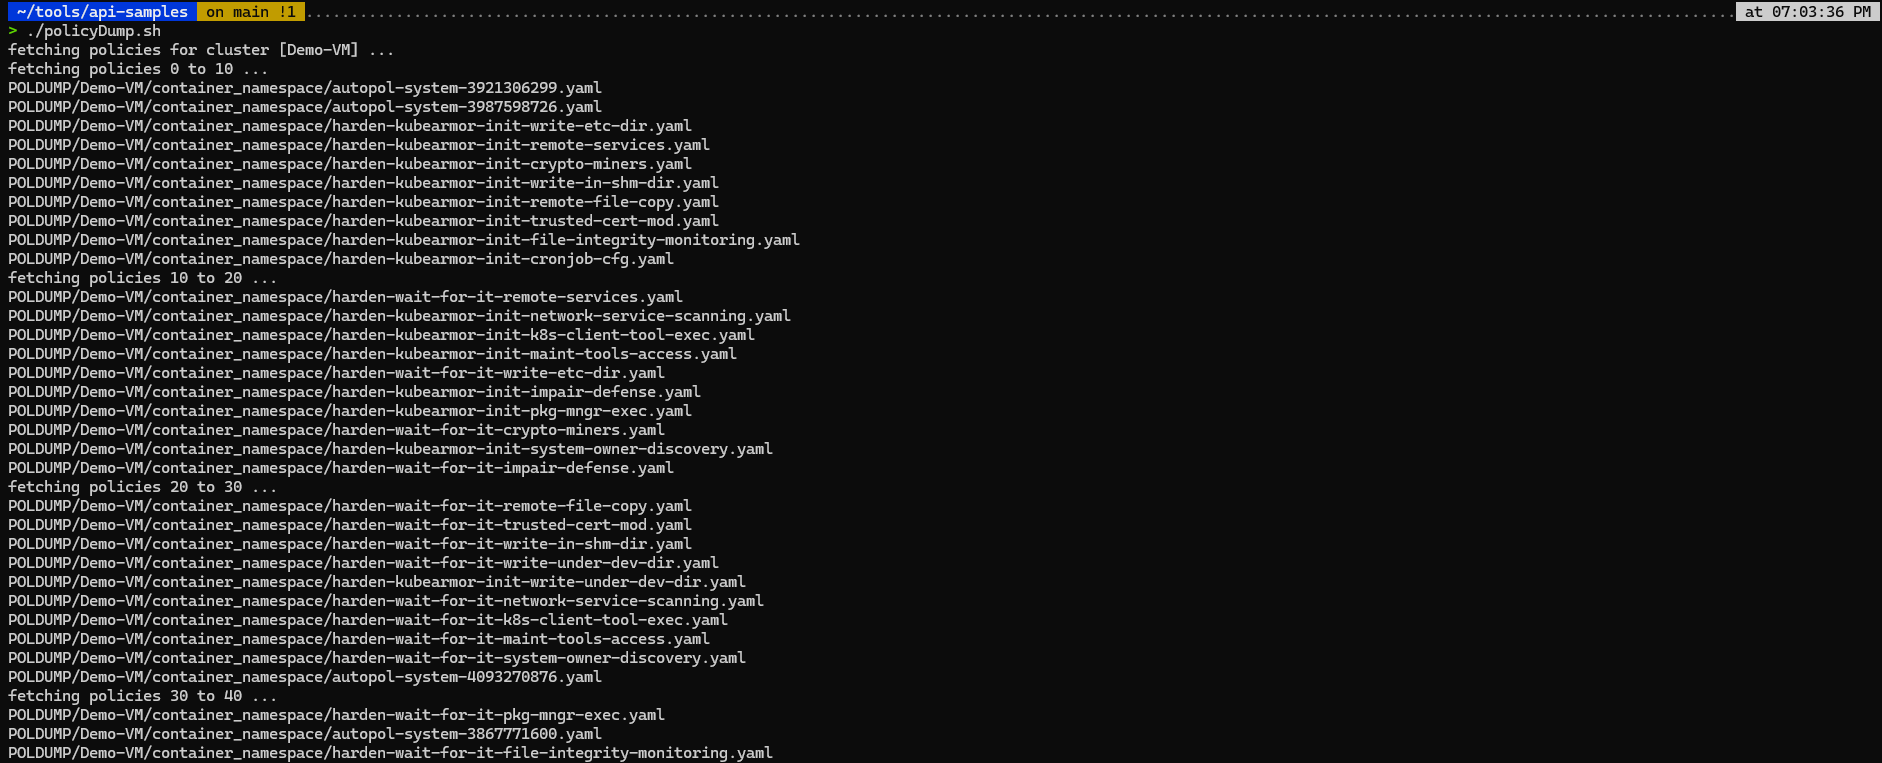 ~/tools/api-samples on main !1 at 07:03:36 PM
> ./policyDump.sh
fetching policies for cluster [Demo-VM] ...
fetching policies 0 to 10 ...
POLDUMP/Demo-VM/container_namespace/autopol-system-3921306299.yaml
POLDUMP/Demo-VM/container_namespace/autopol-system-3987598726.yaml
POLDUMP/Demo-VM/container_namespace/harden-kubearmor-init-write-etc-dir.yaml
POLDUMP/Demo-VM/container_namespace/harden-kubearmor-init-remote-services.yaml
POLDUMP/Demo-VM/container_namespace/harden-kubearmor-init-crypto-miners.yaml
POLDUMP/Demo-VM/container_namespace/harden-kubearmor-init-write-in-shm-dir.yaml
POLDUMP/Demo-VM/container_namespace/harden-kubearmor-init-remote-file-copy.yaml
POLDUMP/Demo-VM/container_namespace/harden-kubearmor-init-trusted-cert-mod.yaml
POLDUMP/Demo-VM/container_namespace/harden-kubearmor-init-file-integrity-monitoring.yaml
POLDUMP/Demo-VM/container_namespace/harden-kubearmor-init-cronjob-cfg.yaml
fetching policies 10 to 20 ...
POLDUMP/Demo-VM/container_namespace/harden-wait-for-it-remote-services.yaml
POLDUMP/Demo-VM/container_namespace/harden-kubearmor-init-network-service-scanning.yaml
POLDUMP/Demo-VM/container_namespace/harden-kubearmor-init-k8s-client-tool-exec.yaml
POLDUMP/Demo-VM/container_namespace/harden-kubearmor-init-maint-tools-access.yaml
POLDUMP/Demo-VM/container_namespace/harden-wait-for-it-write-etc-dir.yaml
POLDUMP/Demo-VM/container_namespace/harden-kubearmor-init-impair-defense.yaml
POLDUMP/Demo-VM/container_namespace/harden-kubearmor-init-pkg-mngr-exec.yaml
POLDUMP/Demo-VM/container_namespace/harden-wait-for-it-crypto-miners.yaml
POLDUMP/Demo-VM/container_namespace/harden-kubearmor-init-system-owner-discovery.yaml
POLDUMP/Demo-VM/container_namespace/harden-wait-for-it-impair-defense.yaml
fetching policies 20 to 30 ...
POLDUMP/Demo-VM/container_namespace/harden-wait-for-it-remote-file-copy.yaml
POLDUMP/Demo-VM/container_namespace/harden-wait-for-it-trusted-cert-mod.yaml
POLDUMP/Demo-VM/container_namespace/harden-wait-for-it-write-in-shm-dir.yaml
POLDUMP/Demo-VM/container_namespace/harden-wait-for-it-write-under-dev-dir.yaml
POLDUMP/Demo-VM/container_namespace/harden-kubearmor-init-write-under-dev-dir.yaml
POLDUMP/Demo-VM/container_namespace/harden-wait-for-it-network-service-scanning.yaml
POLDUMP/Demo-VM/container_namespace/harden-wait-for-it-k8s-client-tool-exec.yaml
POLDUMP/Demo-VM/container_namespace/harden-wait-for-it-maint-tools-access.yaml
POLDUMP/Demo-VM/container_namespace/harden-wait-for-it-system-owner-discovery.yaml
POLDUMP/Demo-VM/container_namespace/autopol-system-4093270876.yaml
fetching policies 30 to 40 ...
POLDUMP/Demo-VM/container_namespace/harden-wait-for-it-pkg-mngr-exec.yaml
POLDUMP/Demo-VM/container_namespace/autopol-system-3867771600.yaml
POLDUMP/Demo-VM/container_namespace/harden-wait-for-it-file-integrity-monitoring.yaml